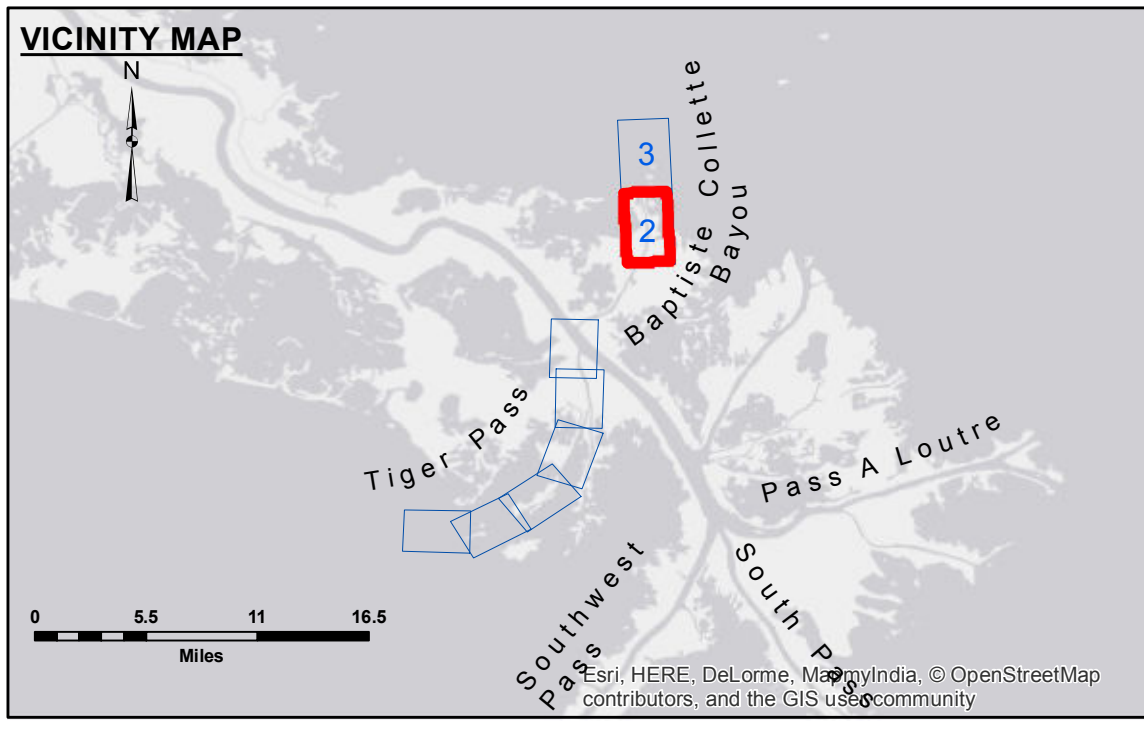 VICINITY MAP
N
3
2
Baptiste Collette
Bayou
Tiger Pass
Pass A Loutre
Southwest
Pass
South Pass
0 5.5 11 16.5
Miles
Esri, HERE, DeLorme, MapmyIndia, © OpenStreetMap
contributors, and the GIS user community